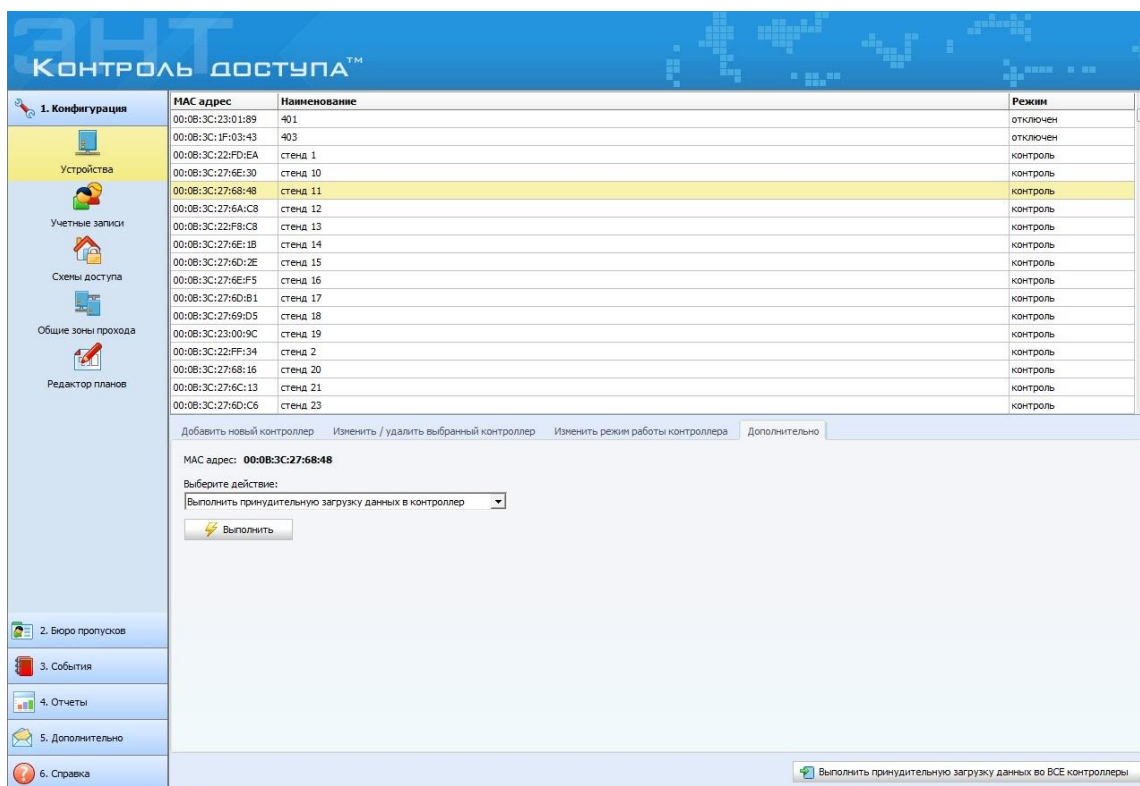 ЭНТ
Контроль доступа™
1. Конфигурация
Устройства
Учетные записи
Схемы доступа
Общие зоны прохода
Редактор планов
2. Бюро пропусков
3. События
4. Отчеты
5. Дополнительно
6. Справка
MAC адрес Наименование Режим
00:0B:3C:23:01:89 401 отключен
00:0B:3C:1F:03:43 403 отключен
00:0B:3C:22:FD:EA стенд 1 контроль
00:0B:3C:27:6E:30 стенд 10 контроль
00:0B:3C:27:68:48 стенд 11 контроль
00:0B:3C:27:6A:C8 стенд 12 контроль
00:0B:3C:22:F8:C8 стенд 13 контроль
00:0B:3C:27:6E:1B стенд 14 контроль
00:0B:3C:27:6D:2E стенд 15 контроль
00:0B:3C:27:6E:F5 стенд 16 контроль
00:0B:3C:27:6D:B1 стенд 17 контроль
00:0B:3C:27:69:D5 стенд 18 контроль
00:0B:3C:23:00:9C стенд 19 контроль
00:0B:3C:22:FF:34 стенд 2 контроль
00:0B:3C:27:68:16 стенд 20 контроль
00:0B:3C:27:6C:13 стенд 21 контроль
00:0B:3C:27:6D:C6 стенд 23 контроль
Добавить новый контроллер Изменить / удалить выбранный контроллер Изменить режим работы контроллера Дополнительно
MAC адрес: 00:0B:3C:27:68:48
Выберите действие:
Выполнить принудительную загрузку данных в контроллер
Выполнить
Выполнить принудительную загрузку данных во ВСЕ контроллеры